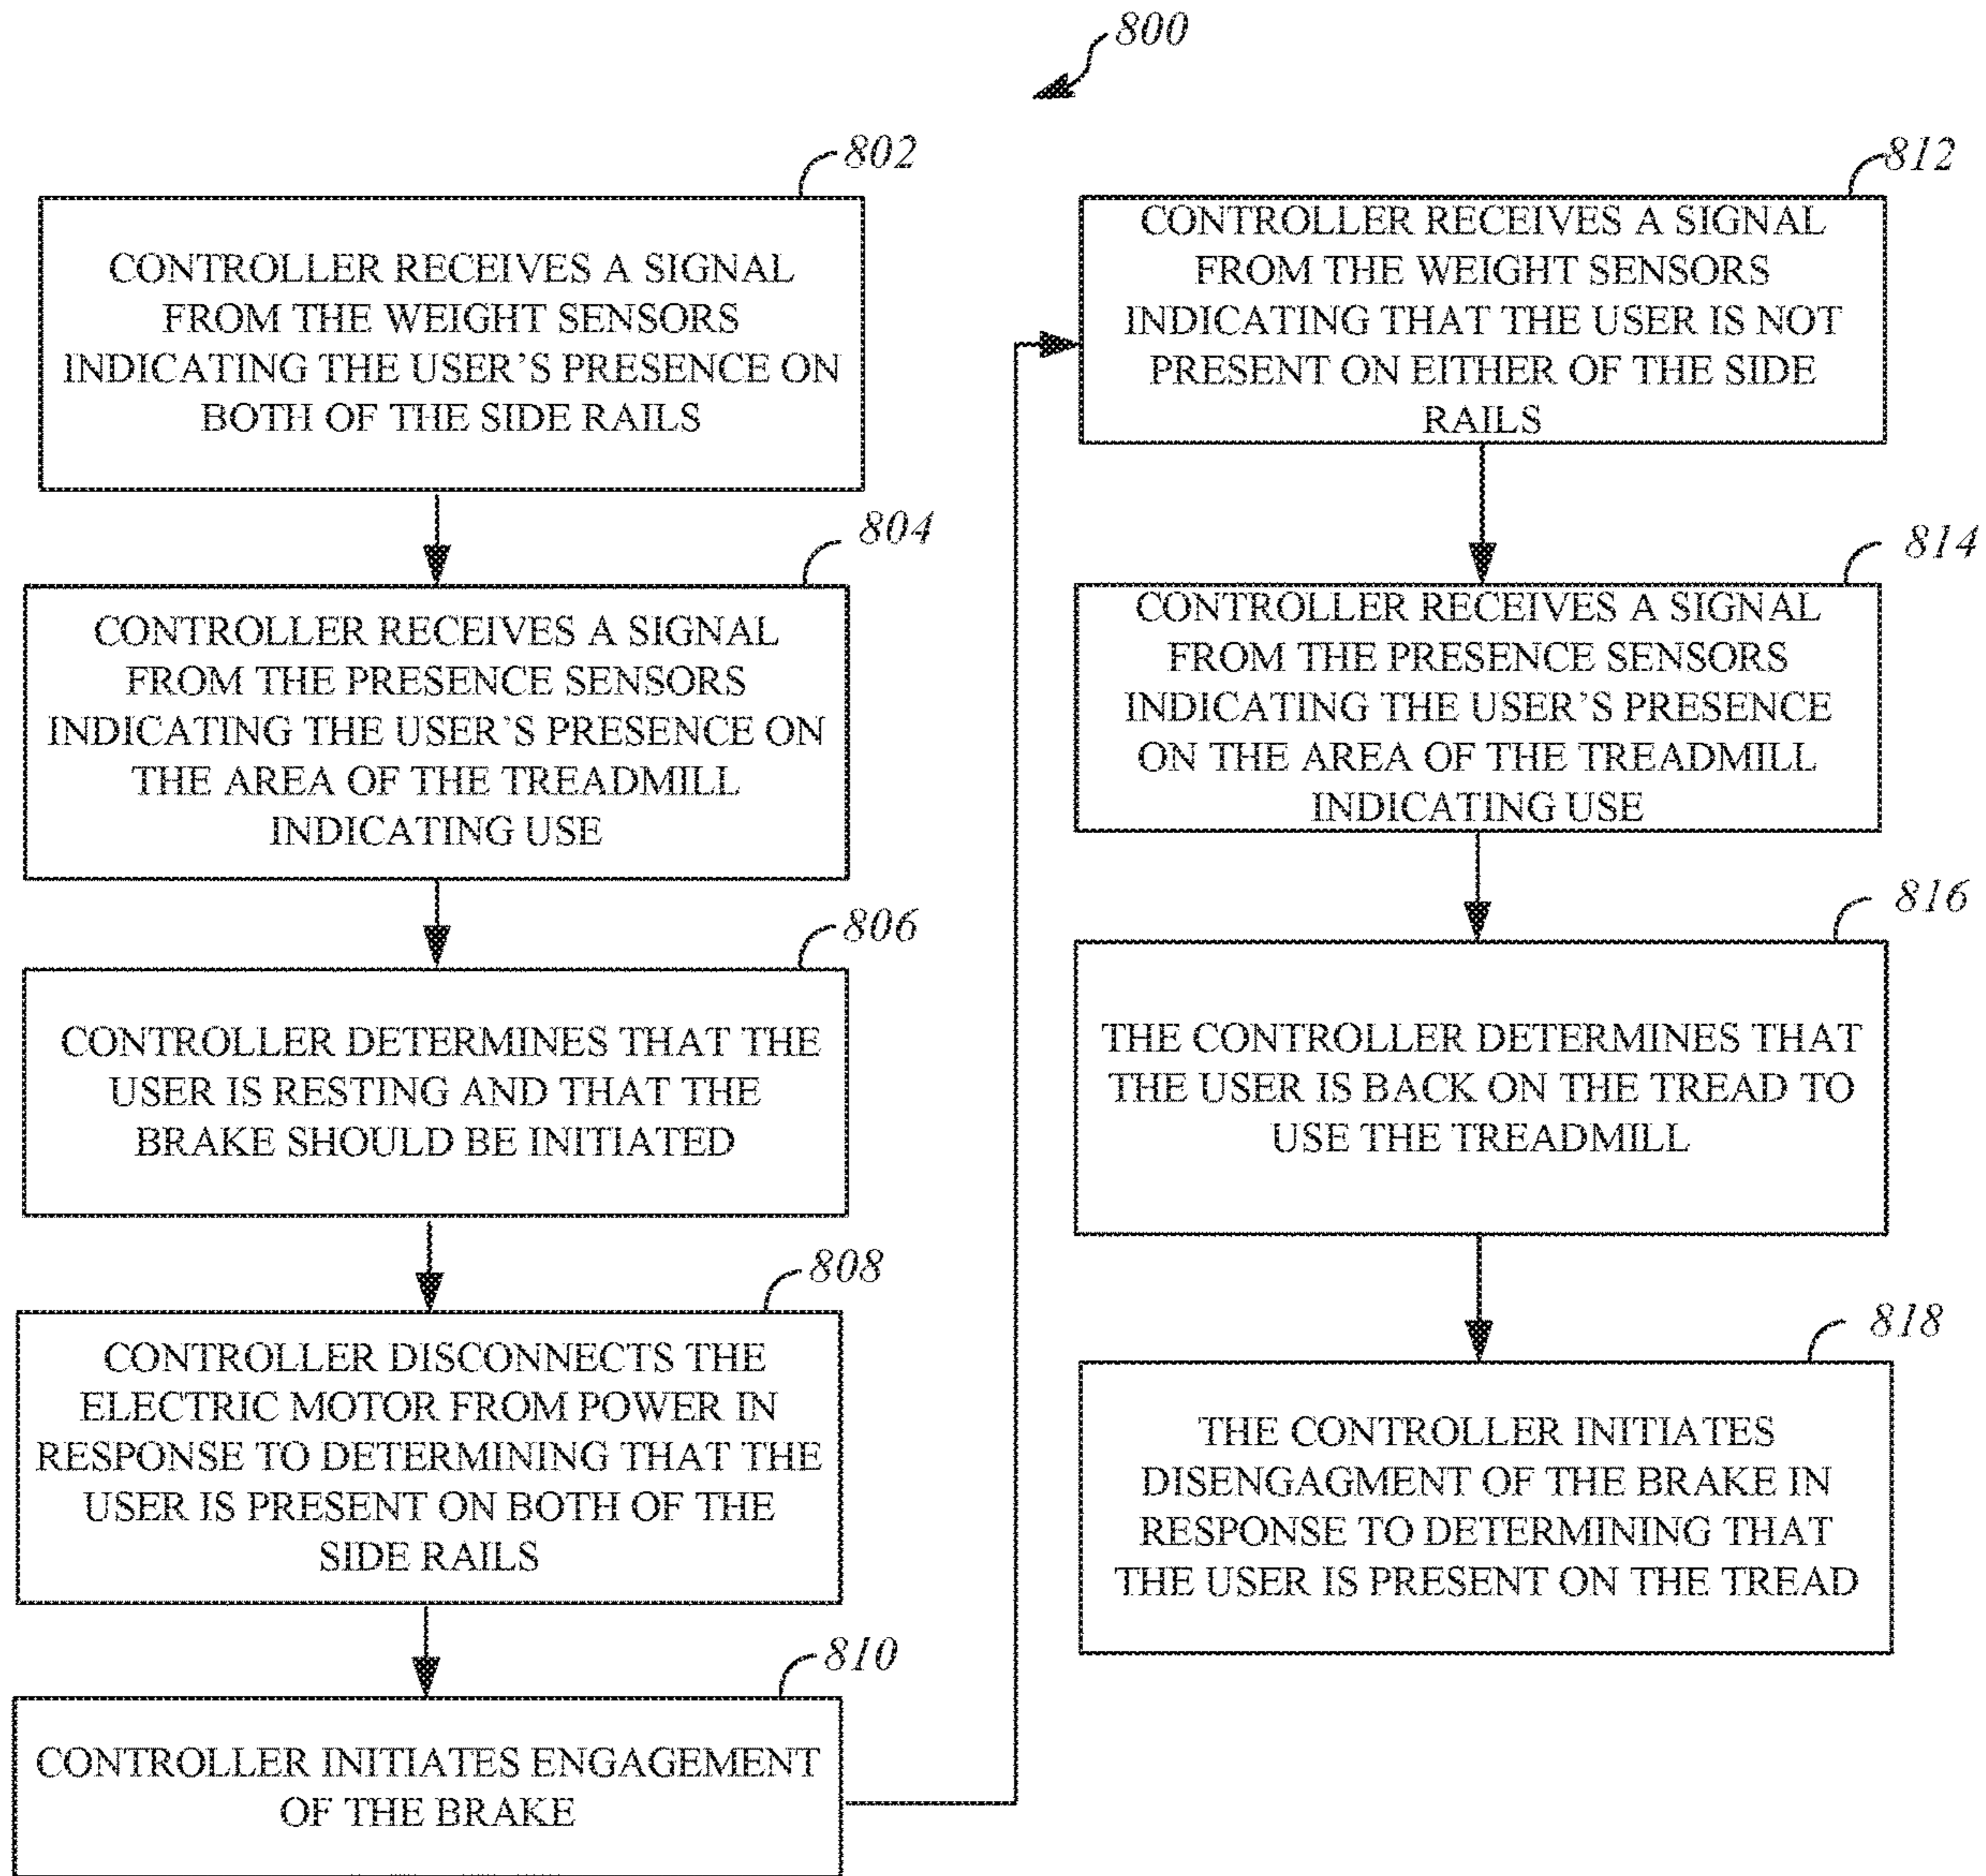 800
802
CONTROLLER RECEIVES A SIGNAL
FROM THE WEIGHT SENSORS
INDICATING THE USER'S PRESENCE ON
BOTH OF THE SIDE RAILS
804
CONTROLLER RECEIVES A SIGNAL
FROM THE PRESENCE SENSORS
INDICATING THE USER'S PRESENCE ON
THE AREA OF THE TREADMILL
INDICATING USE
806
CONTROLLER DETERMINES THAT THE
USER IS RESTING AND THAT THE
BRAKE SHOULD BE INITIATED
808
CONTROLLER DISCONNECTS THE
ELECTRIC MOTOR FROM POWER IN
RESPONSE TO DETERMINING THAT THE
USER IS PRESENT ON BOTH OF THE
SIDE RAILS
810
CONTROLLER INITIATES ENGAGEMENT
OF THE BRAKE
812
CONTROLLER RECEIVES A SIGNAL
FROM THE WEIGHT SENSORS
INDICATING THAT THE USER IS NOT
PRESENT ON EITHER OF THE SIDE
RAILS
814
CONTROLLER RECEIVES A SIGNAL
FROM THE PRESENCE SENSORS
INDICATING THE USER'S PRESENCE
ON THE AREA OF THE TREADMILL
INDICATING USE
816
THE CONTROLLER DETERMINES THAT
THE USER IS BACK ON THE TREAD TO
USE THE TREADMILL
818
THE CONTROLLER INITIATES
DISENGAGMENT OF THE BRAKE IN
RESPONSE TO DETERMINING THAT
THE USER IS PRESENT ON THE TREAD